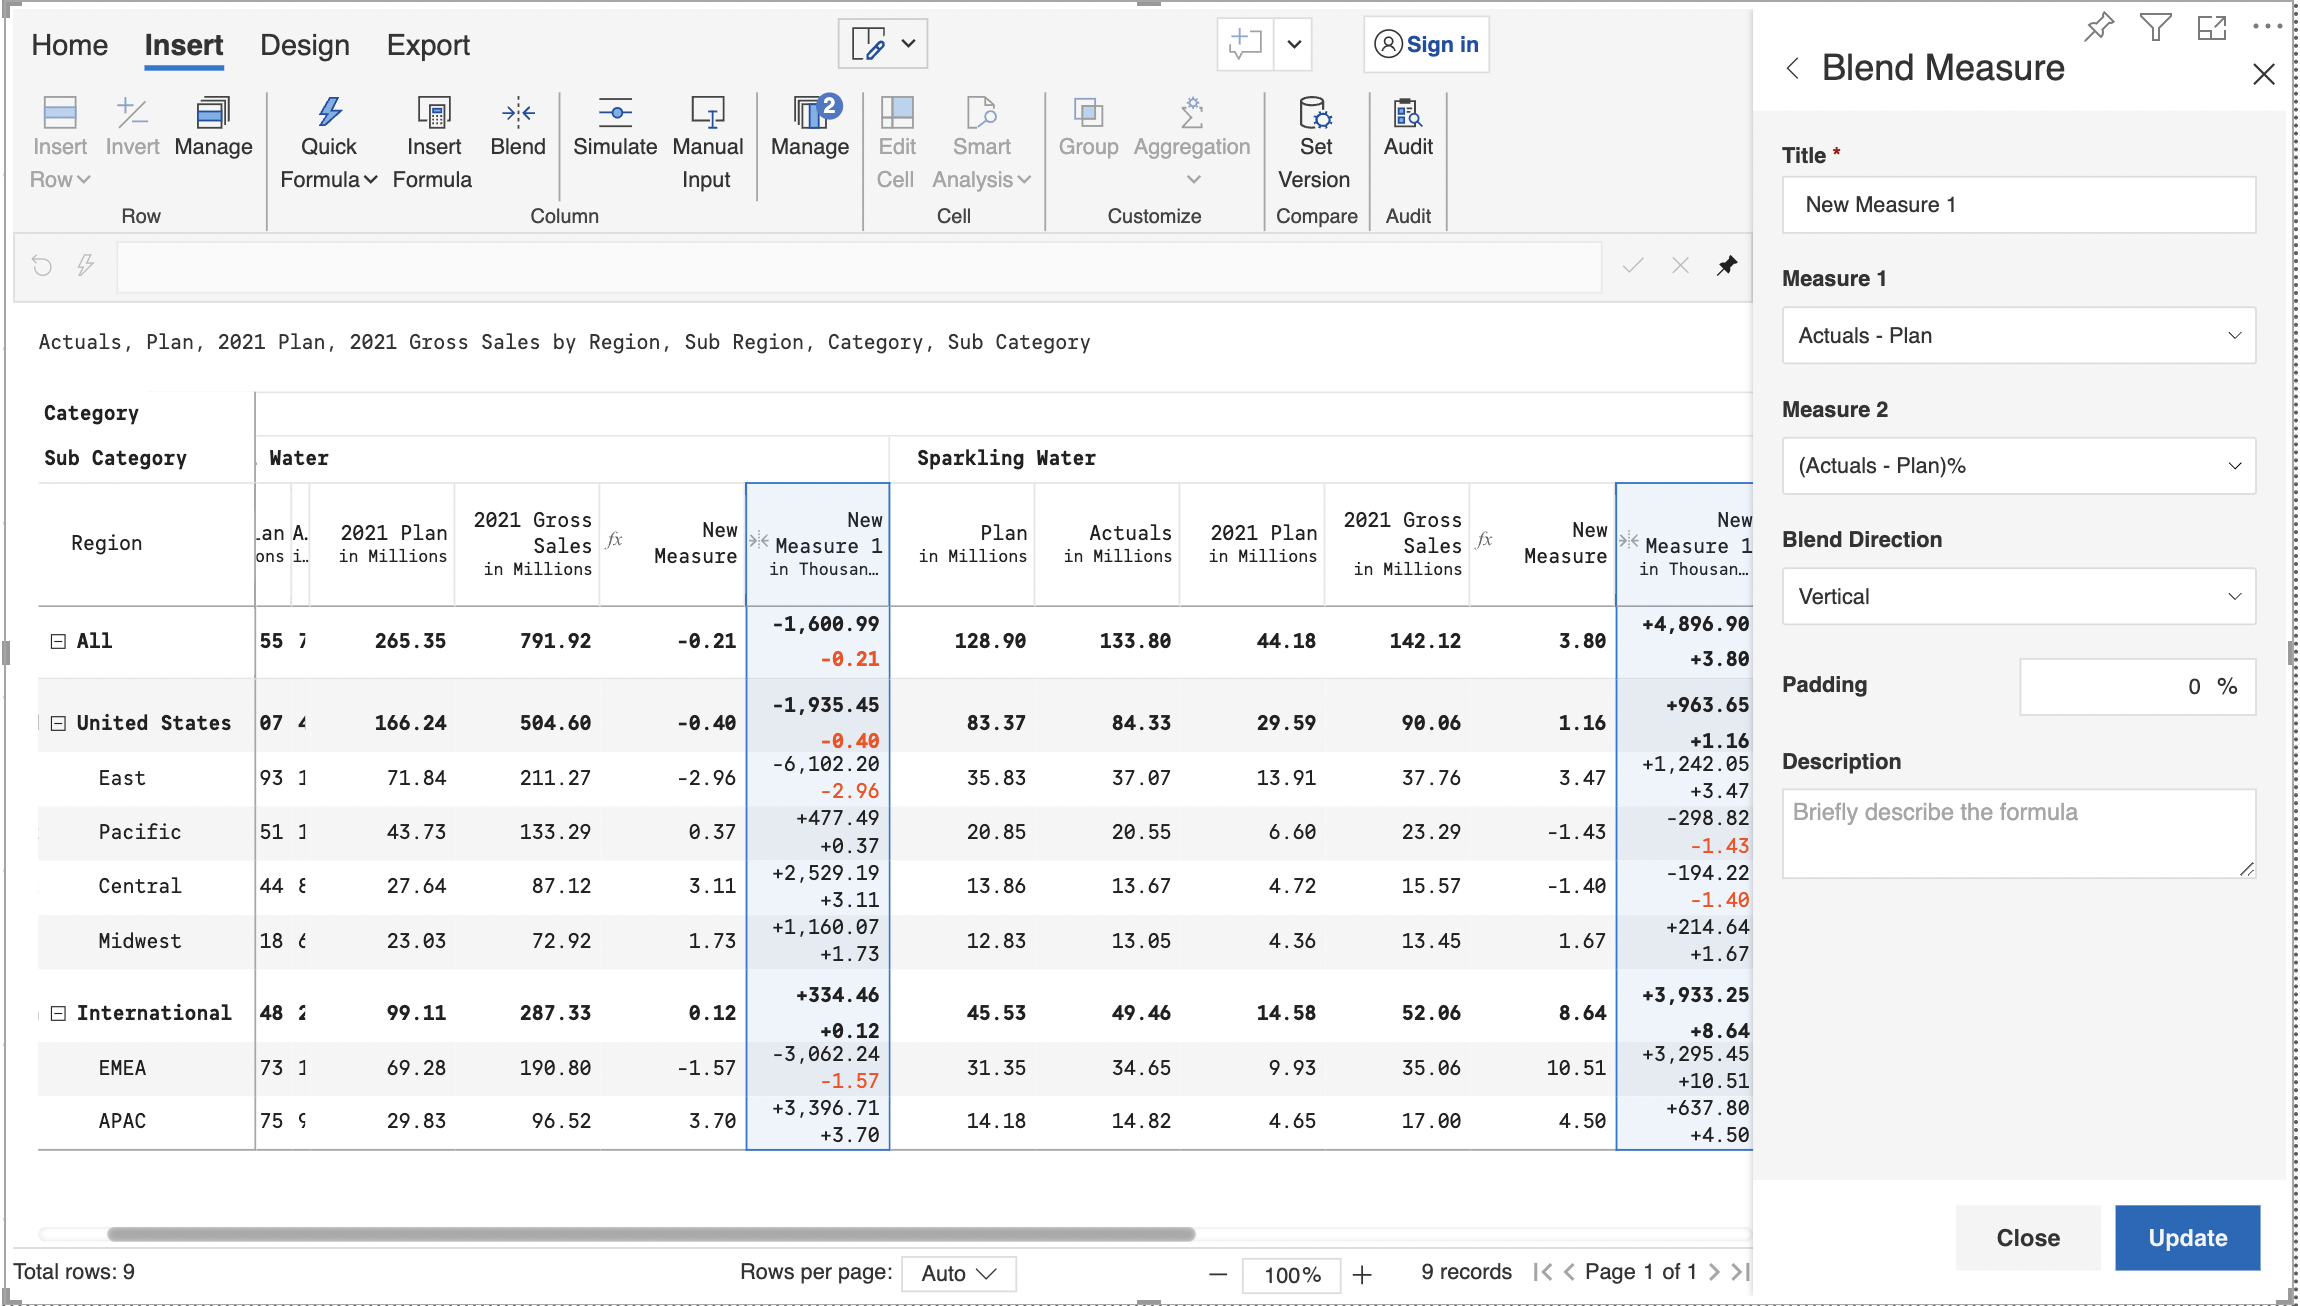 Home Insert Design Export Sign in
Insert Row
Invert
Manage
Row
Quick Formula
Insert Formula
Blend
Simulate
Manual Input
Manage 2
Column
Edit Cell
Smart Analysis
Cell
Group
Aggregation
Customize
Set Version
Compare
Audit
Audit
Actuals, Plan, 2021 Plan, 2021 Gross Sales by Region, Sub Region, Category, Sub Category
Category
Sub Category Water Sparkling Water
Region
2021 Plan in Millions
2021 Gross Sales in Millions
fx New Measure
New Measure 1 in Thousan…
Plan in Millions
Actuals in Millions
2021 Plan in Millions
2021 Gross Sales in Millions
fx New Measure
New Measure 1 in Thousan…
All 55 265.35 791.92 -0.21 -1,600.99 -0.21 128.90 133.80 44.18 142.12 3.80 +4,896.90 +3.80
United States 07 166.24 504.60 -0.40 -1,935.45 -0.40 83.37 84.33 29.59 90.06 1.16 +963.65 +1.16
East 93 71.84 211.27 -2.96 -6,102.20 -2.96 35.83 37.07 13.91 37.76 3.47 +1,242.05 +3.47
Pacific 51 43.73 133.29 0.37 +477.49 +0.37 20.85 20.55 6.60 23.29 -1.43 -298.82 -1.43
Central 44 27.64 87.12 3.11 +2,529.19 +3.11 13.86 13.67 4.72 15.57 -1.40 -194.22 -1.40
Midwest 18 23.03 72.92 1.73 +1,160.07 +1.73 12.83 13.05 4.36 13.45 1.67 +214.64 +1.67
International 48 99.11 287.33 0.12 +334.46 +0.12 45.53 49.46 14.58 52.06 8.64 +3,933.25 +8.64
EMEA 73 69.28 190.80 -1.57 -3,062.24 -1.57 31.35 34.65 9.93 35.06 10.51 +3,295.45 +10.51
APAC 75 29.83 96.52 3.70 +3,396.71 +3.70 14.18 14.82 4.65 17.00 4.50 +637.80 +4.50
Total rows: 9 Rows per page: Auto 100% 9 records Page 1 of 1
Blend Measure
Title *
New Measure 1
Measure 1
Actuals - Plan
Measure 2
(Actuals - Plan)%
Blend Direction
Vertical
Padding 0 %
Description
Briefly describe the formula
Close Update